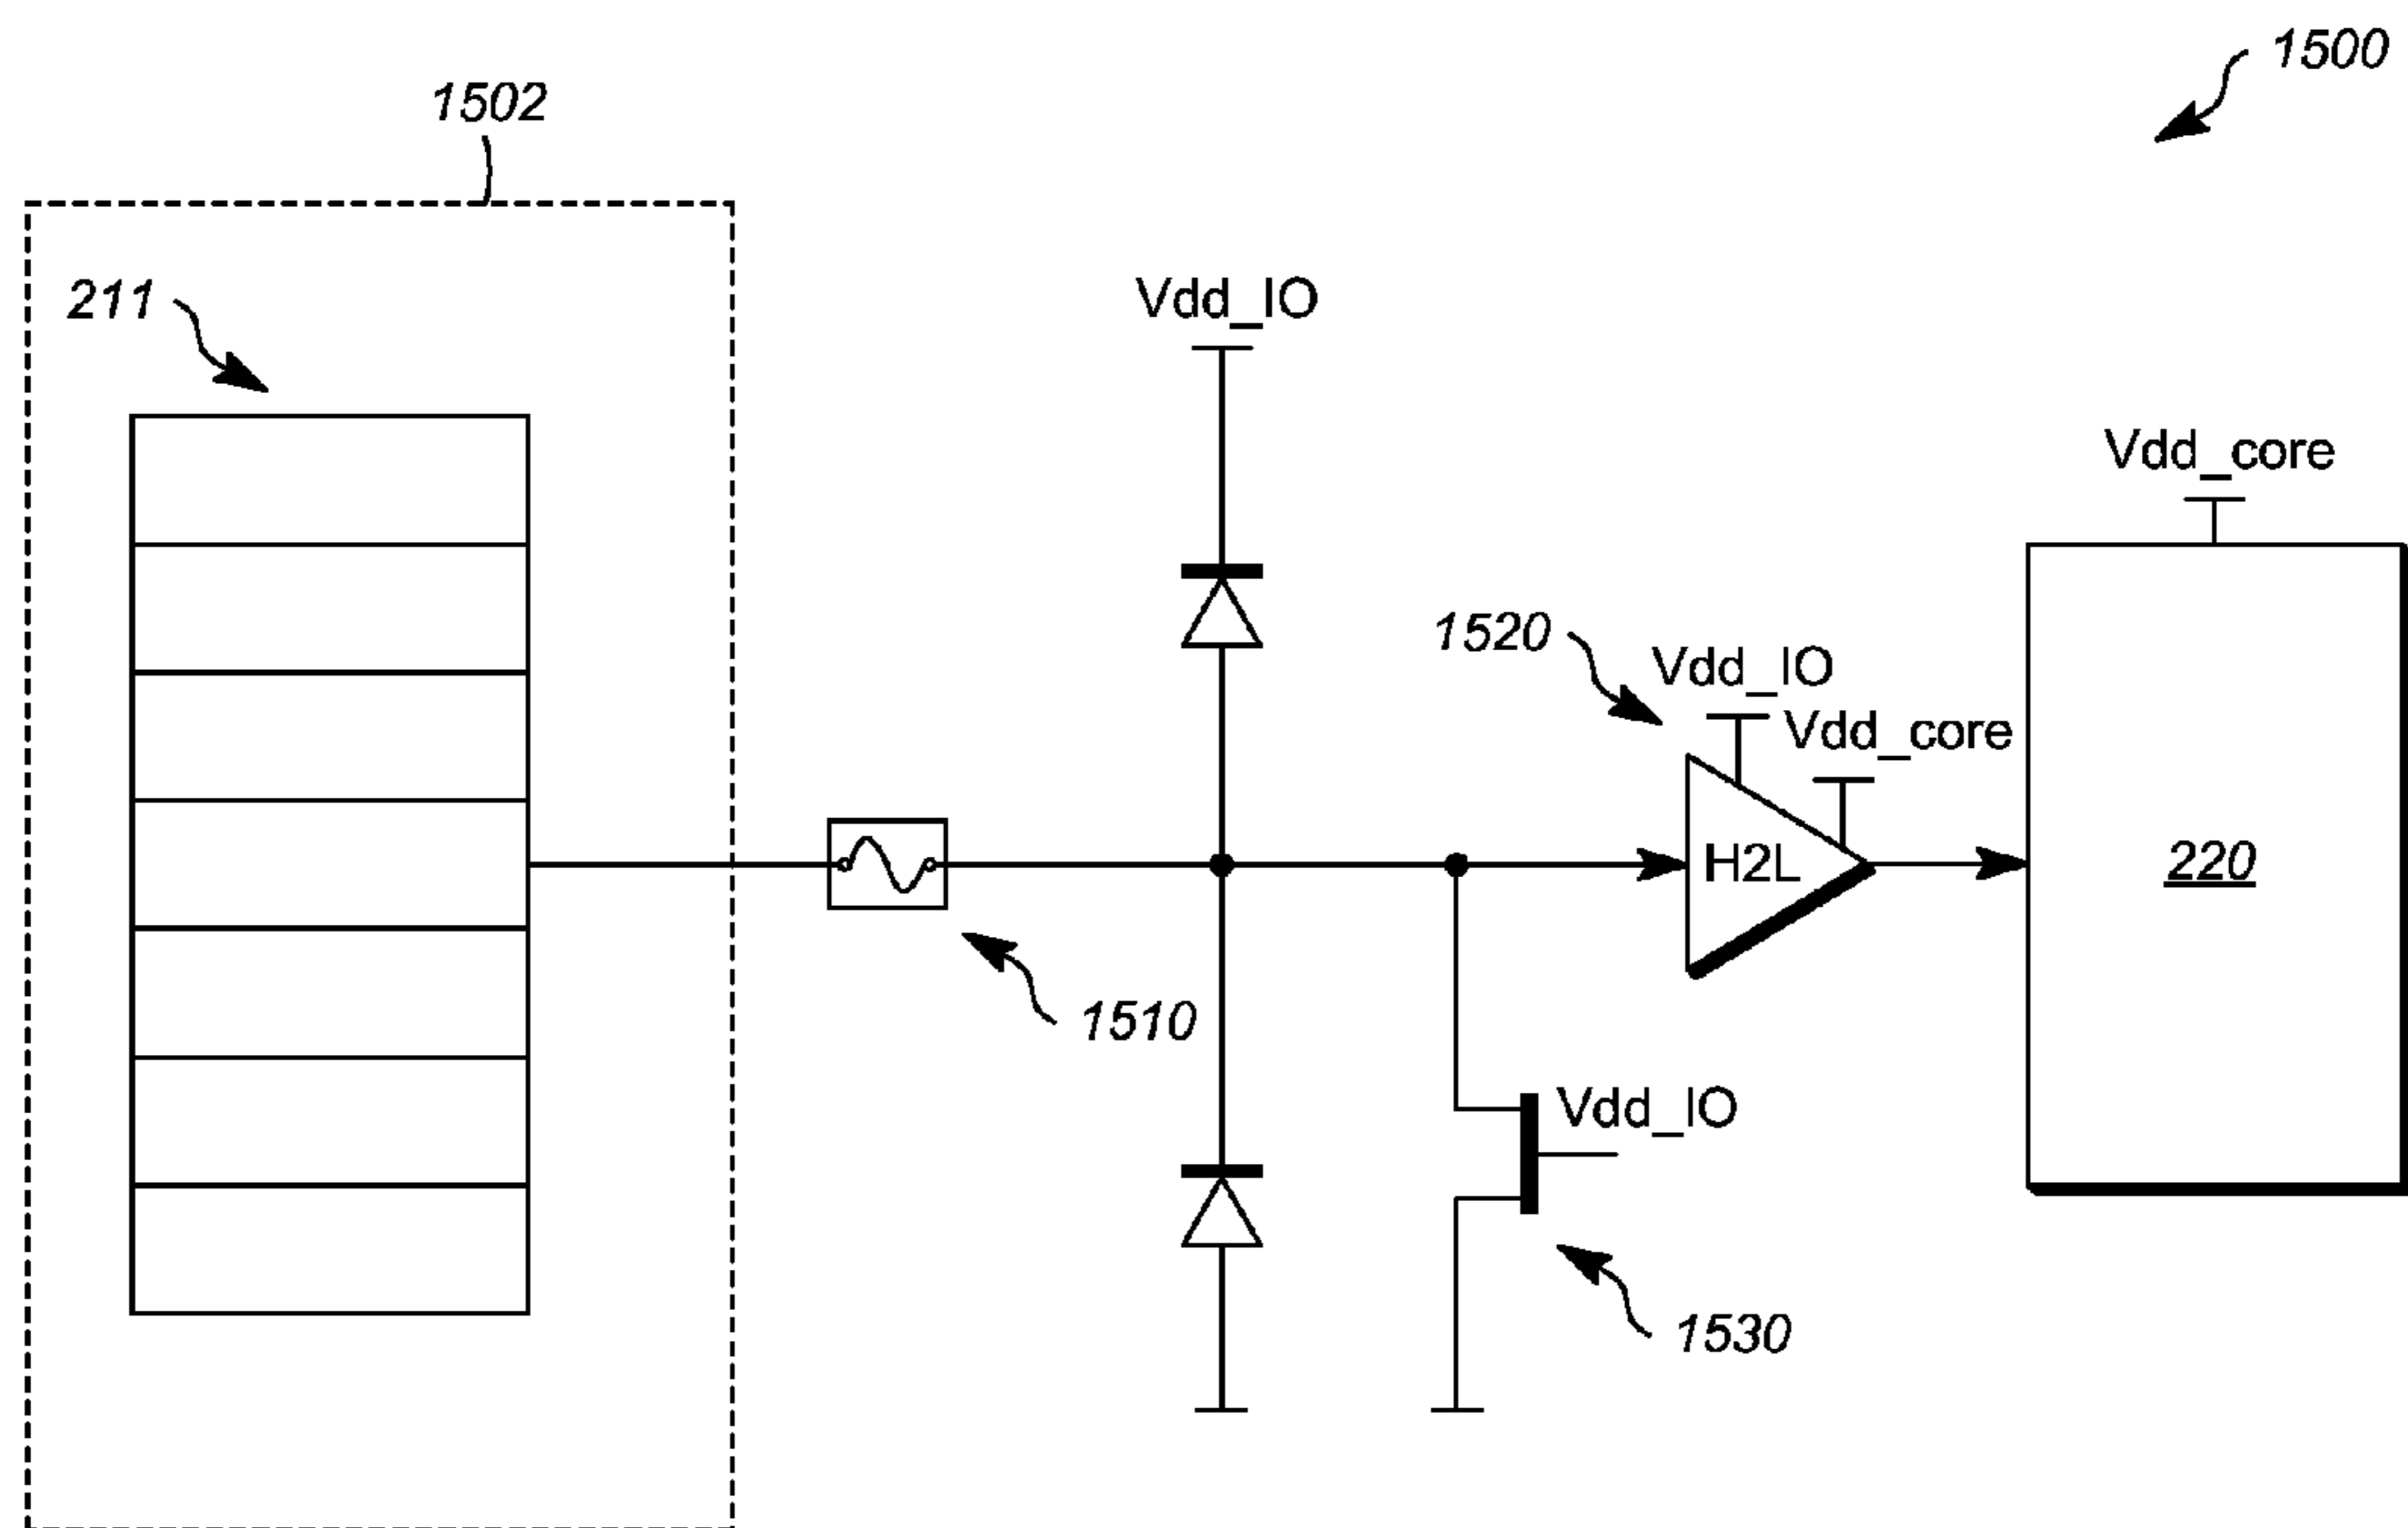 1500
1502
211
Vdd_IO
Vdd_core
1520
Vdd_IO
Vdd_core
H2L
220
1510
Vdd_IO
1530